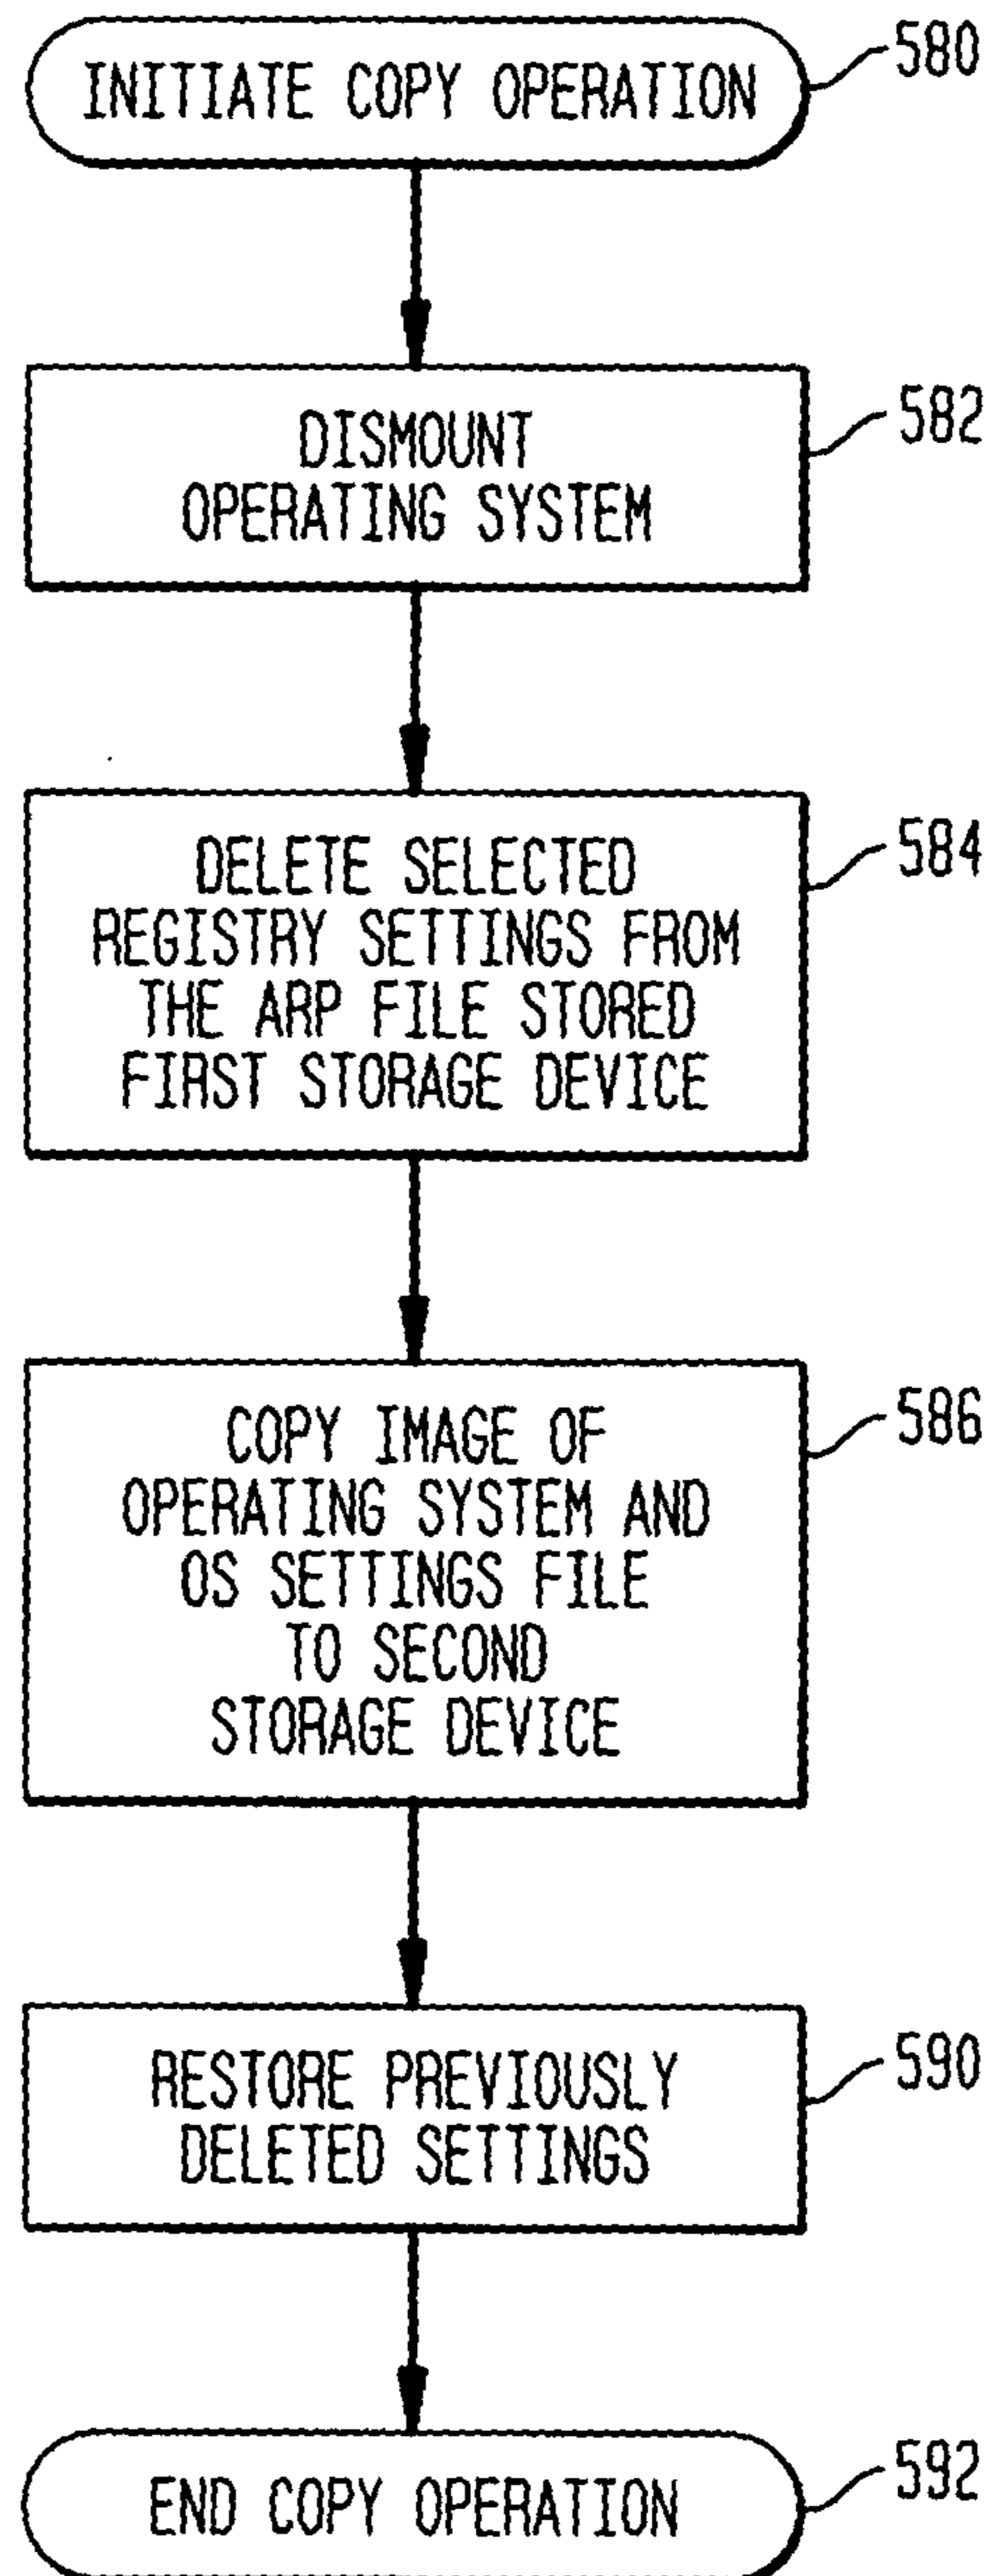 INITIATE COPY OPERATION
580
DISMOUNT
OPERATING SYSTEM
582
DELETE SELECTED
REGISTRY SETTINGS FROM
THE ARP FILE STORED
FIRST STORAGE DEVICE
584
COPY IMAGE OF
OPERATING SYSTEM AND
OS SETTINGS FILE
TO SECOND
STORAGE DEVICE
586
RESTORE PREVIOUSLY
DELETED SETTINGS
590
END COPY OPERATION
592